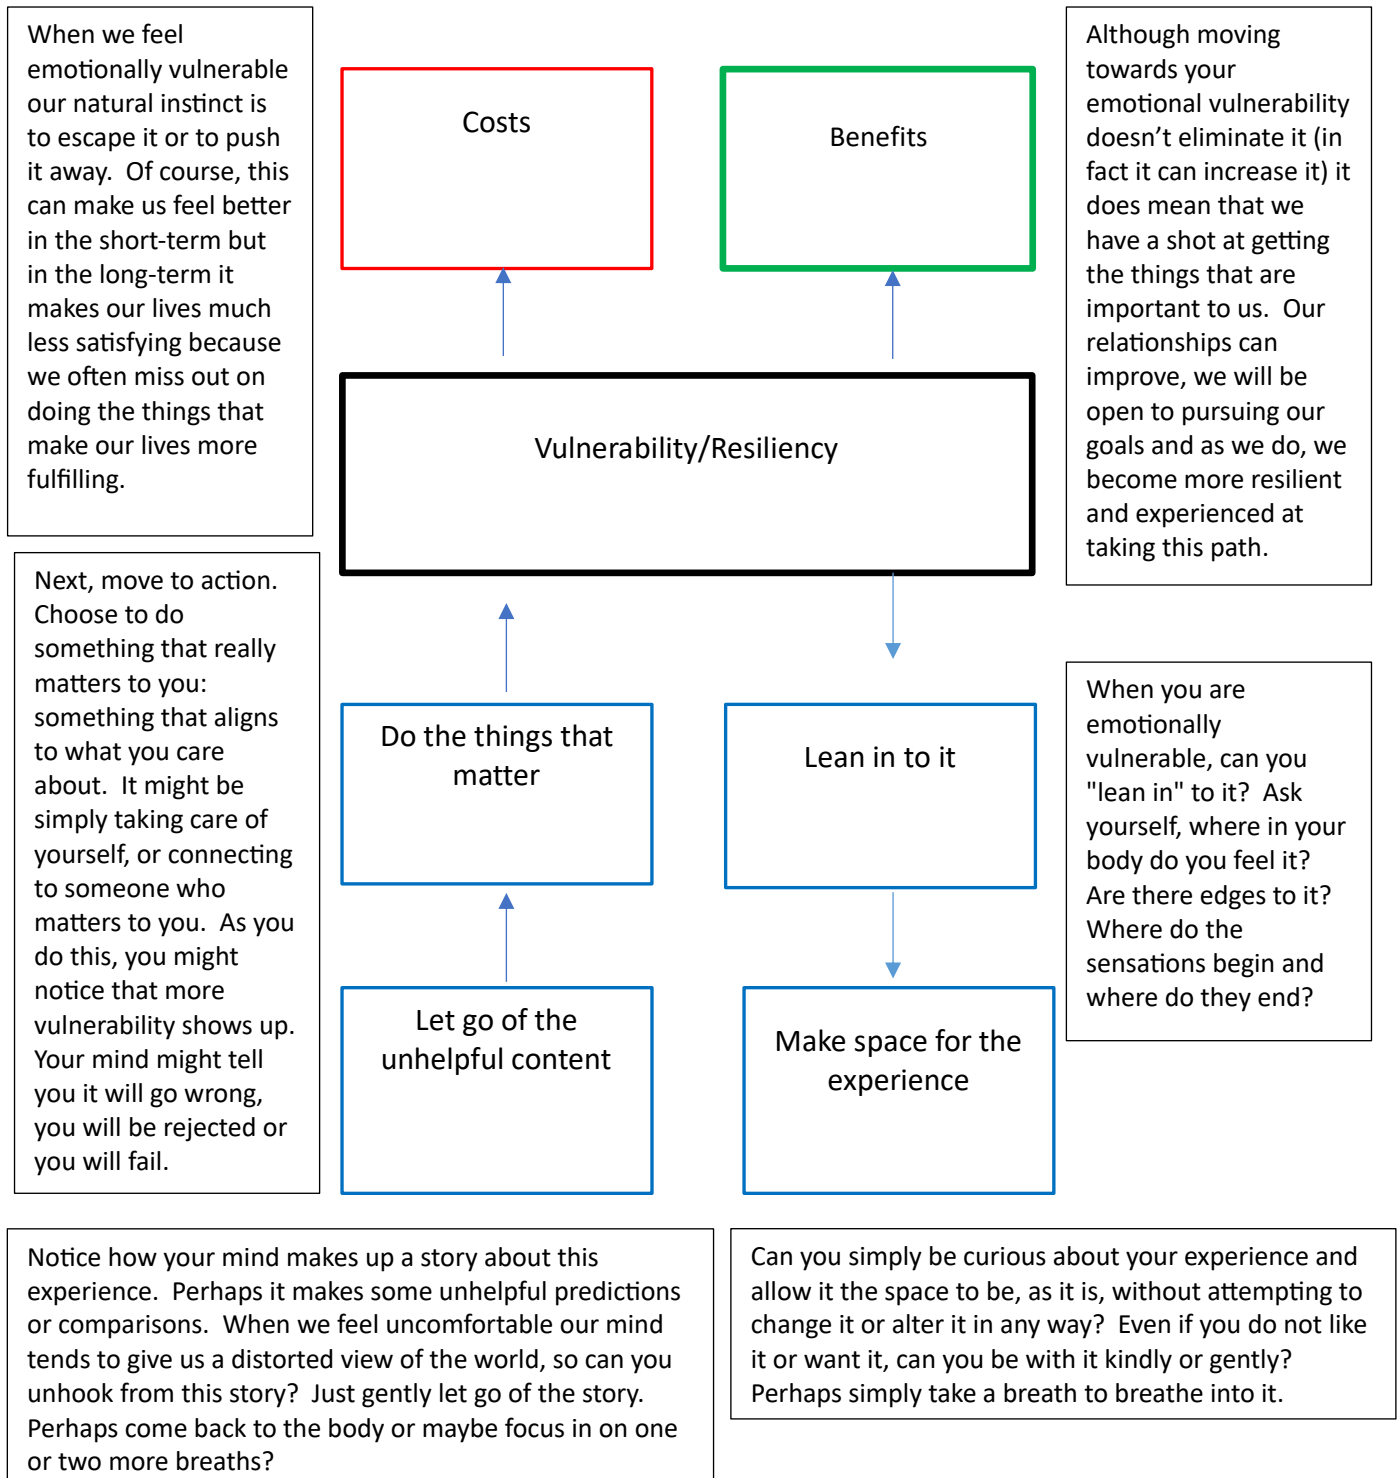 When we feel
emotionally vulnerable
our natural instinct is
to escape it or to push
it away.  Of course, this
can make us feel better
in the short-term but
in the long-term it
makes our lives much
less satisfying because
we often miss out on
doing the things that
make our lives more
fulfilling.
Costs
Benefits
Although moving
towards your
emotional vulnerability
doesn’t eliminate it (in
fact it can increase it) it
does mean that we
have a shot at getting
the things that are
important to us.  Our
relationships can
improve, we will be
open to pursuing our
goals and as we do, we
become more resilient
and experienced at
taking this path.
Vulnerability/Resiliency
Next, move to action.
Choose to do
something that really
matters to you:
something that aligns
to what you care
about.  It might be
simply taking care of
yourself, or connecting
to someone who
matters to you.  As you
do this, you might
notice that more
vulnerability shows up.
Your mind might tell
you it will go wrong,
you will be rejected or
you will fail.
Do the things that
matter
Lean in to it
When you are
emotionally
vulnerable, can you
"lean in" to it?  Ask
yourself, where in your
body do you feel it?
Are there edges to it?
Where do the
sensations begin and
where do they end?
Let go of the
unhelpful content
Make space for the
experience
Notice how your mind makes up a story about this
experience.  Perhaps it makes some unhelpful predictions
or comparisons.  When we feel uncomfortable our mind
tends to give us a distorted view of the world, so can you
unhook from this story?  Just gently let go of the story.
Perhaps come back to the body or maybe focus in on one
or two more breaths?
Can you simply be curious about your experience and
allow it the space to be, as it is, without attempting to
change it or alter it in any way?  Even if you do not like
it or want it, can you be with it kindly or gently?
Perhaps simply take a breath to breathe into it.